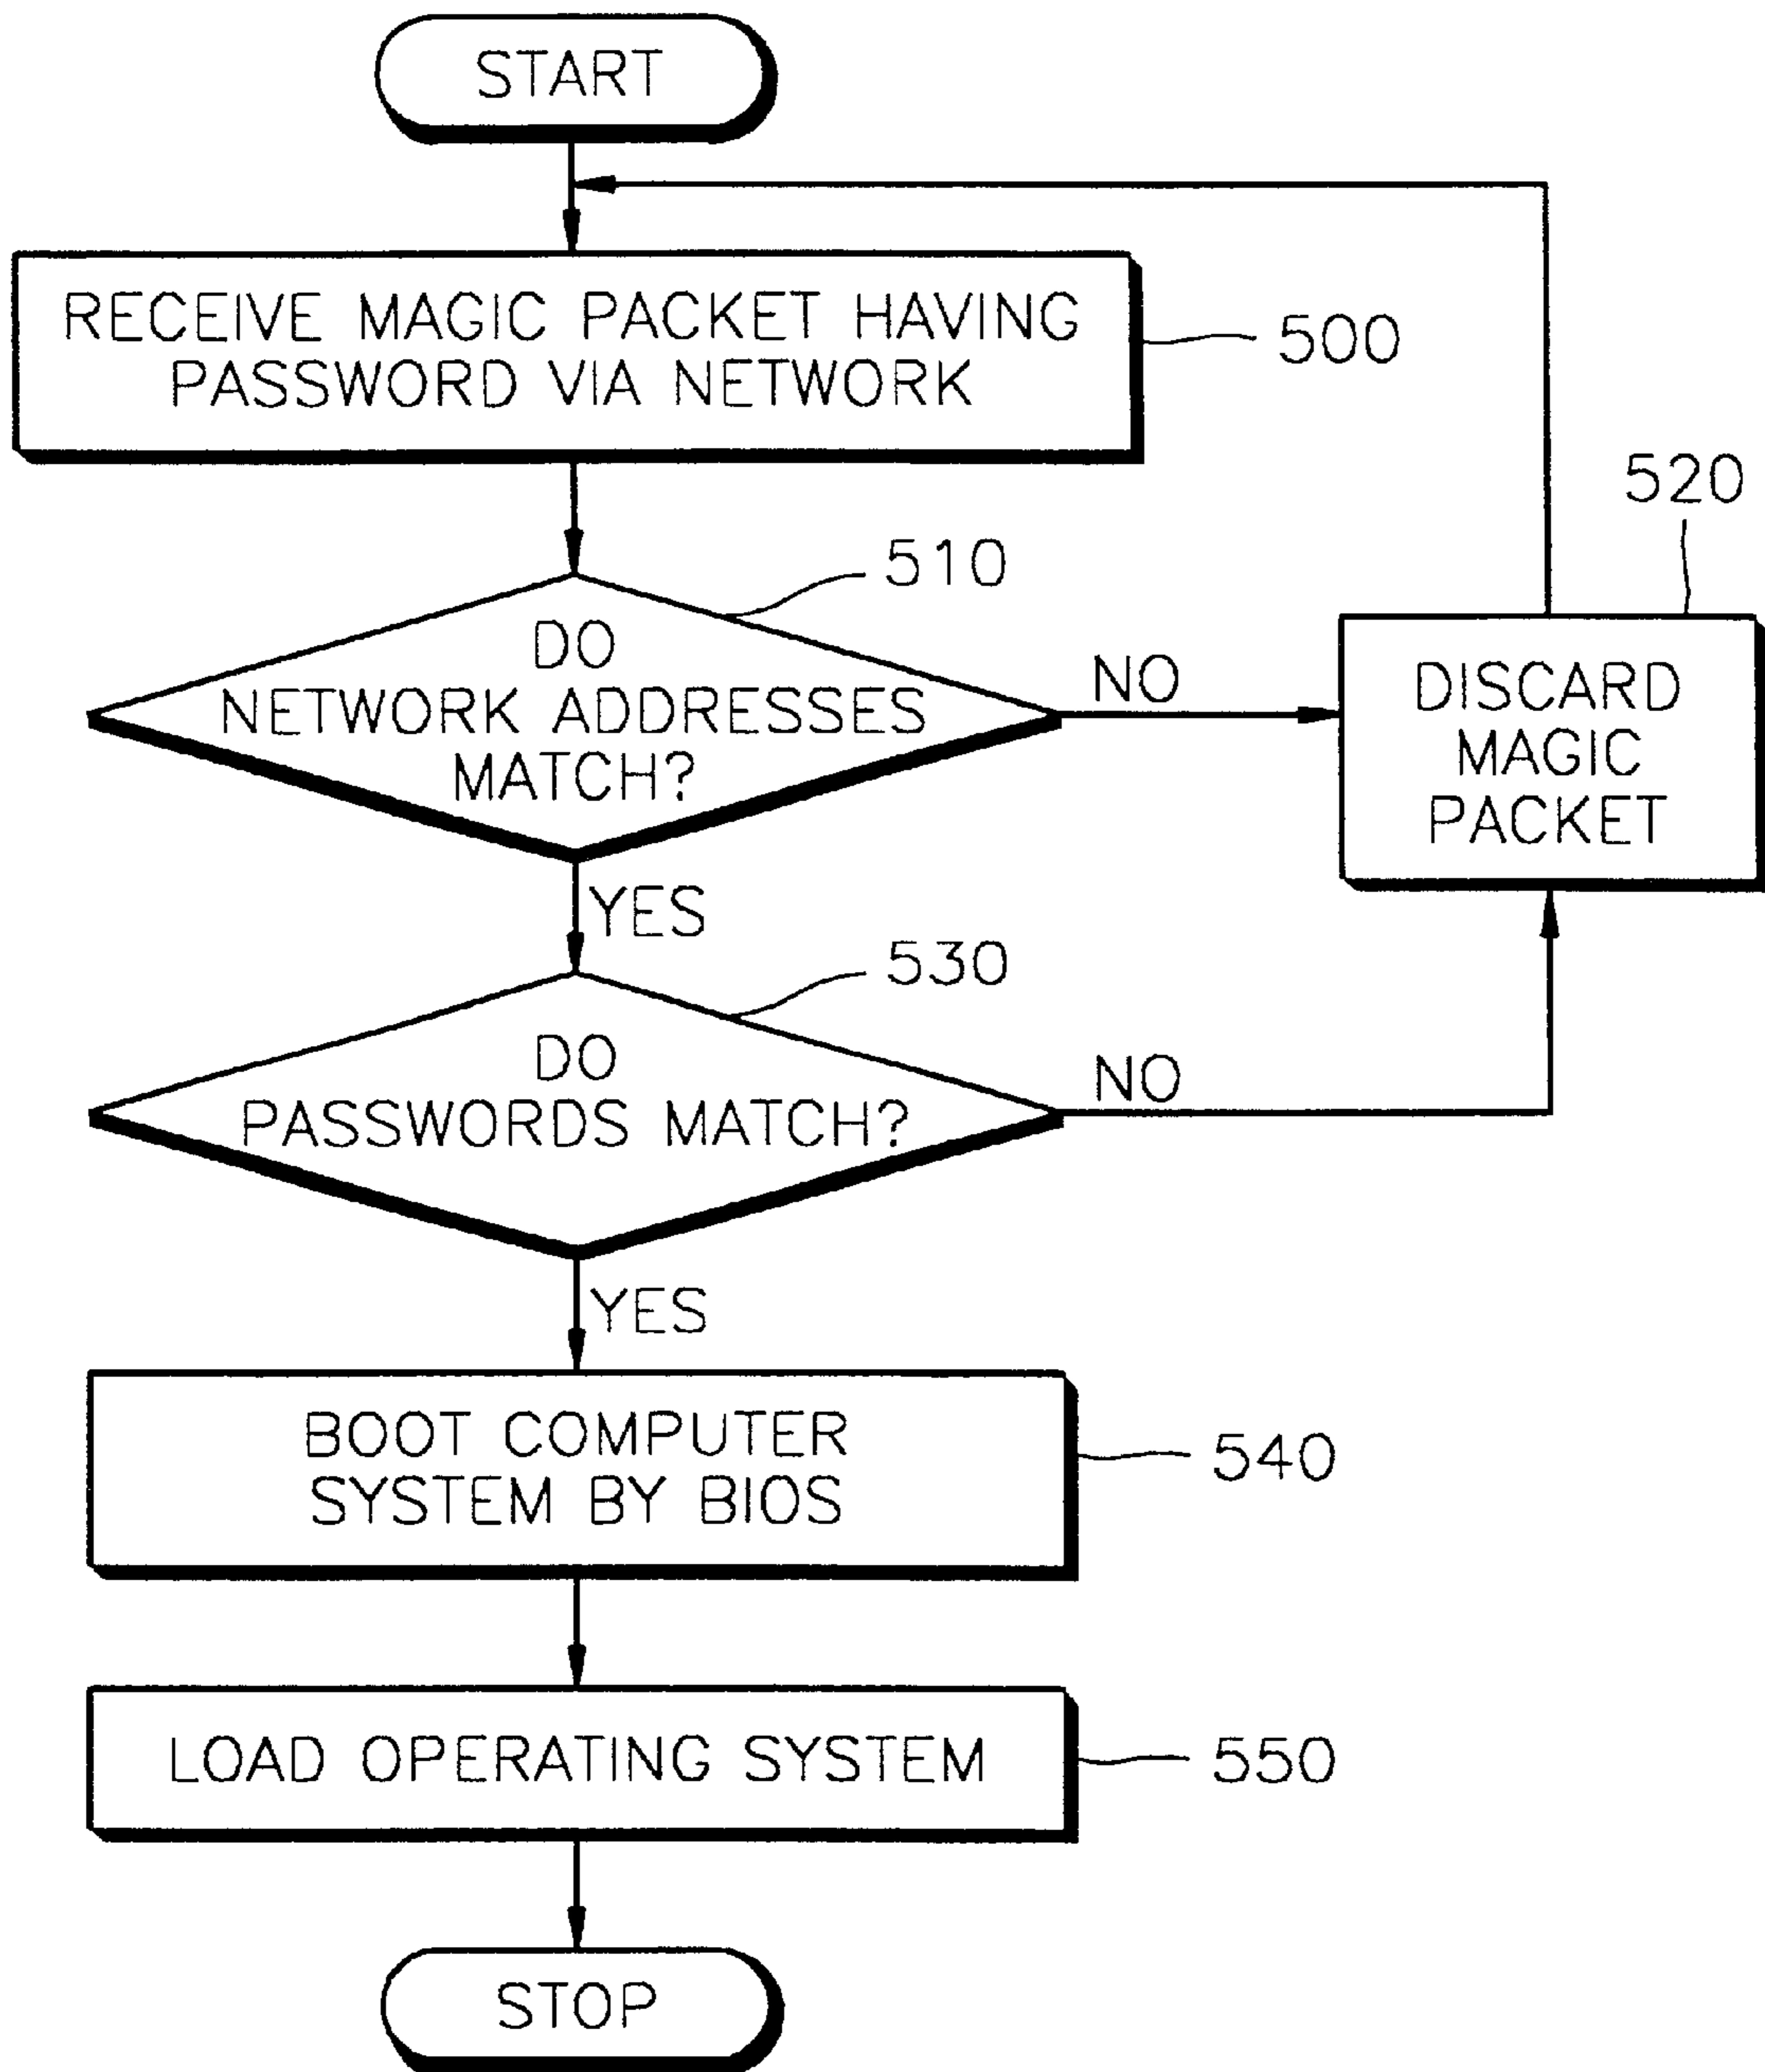 START
RECEIVE MAGIC PACKET HAVING
PASSWORD VIA NETWORK
500
520
510
DO
NETWORK ADDRESSES
MATCH?
NO
DISCARD
MAGIC
PACKET
YES
530
DO
PASSWORDS MATCH?
NO
YES
BOOT COMPUTER
SYSTEM BY BIOS
540
LOAD OPERATING SYSTEM
550
STOP